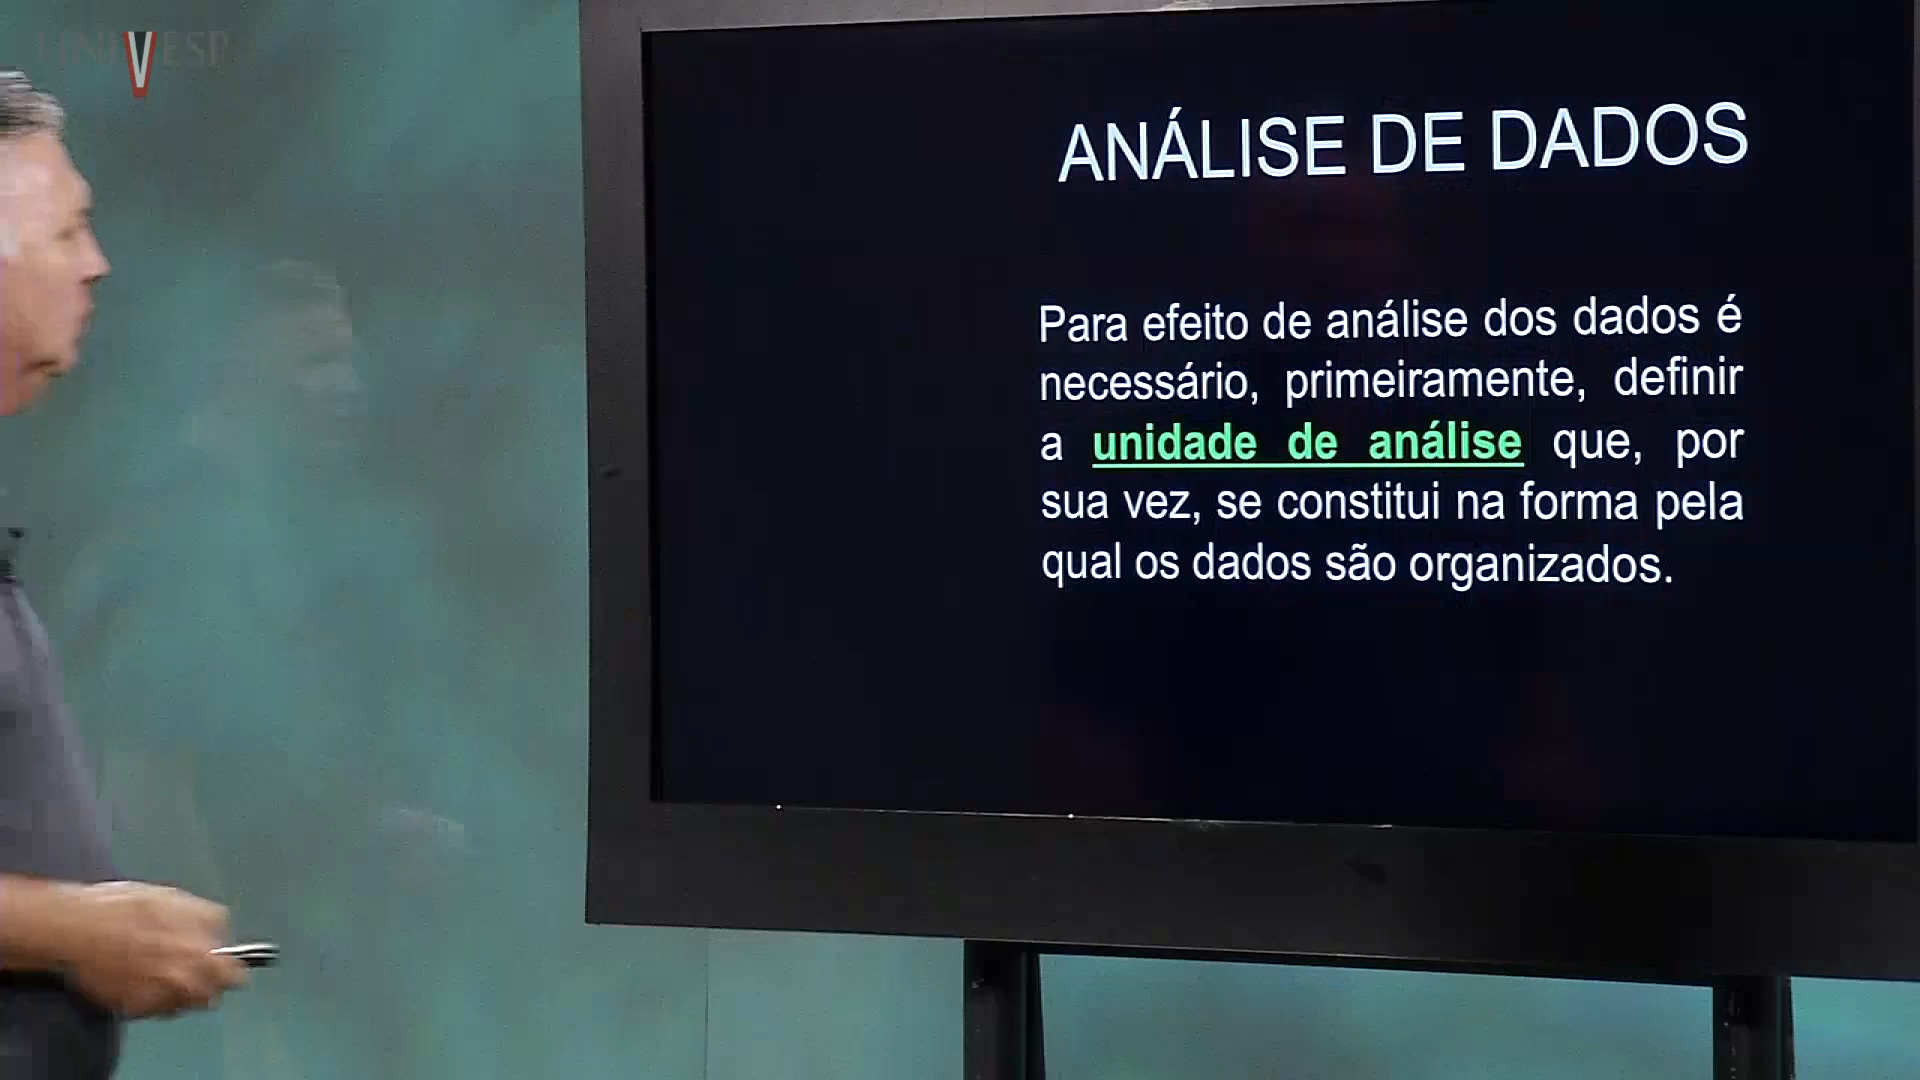 UNIVESP
ANÁLISE DE DADOS
Para efeito de análise dos dados é
necessário, primeiramente, definir
a unidade de análise que, por
sua vez, se constitui na forma pela
qual os dados são organizados.